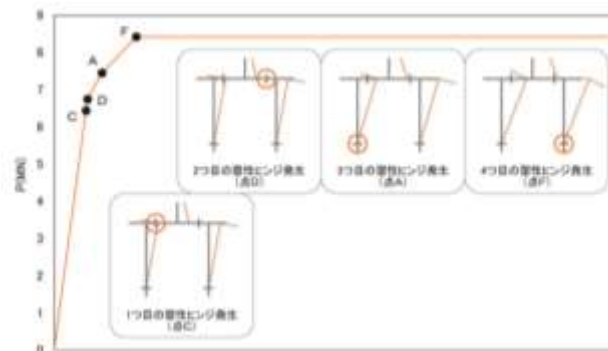 9
8
7
6
5
4
3
2
1
0
P[MN]
F
A
D
C
2つ目の塑性ヒンジ発生
(点D)
3つ目の塑性ヒンジ発生
(点A)
4つ目の塑性ヒンジ発生
(点F)
1つ目の塑性ヒンジ発生
(点C)